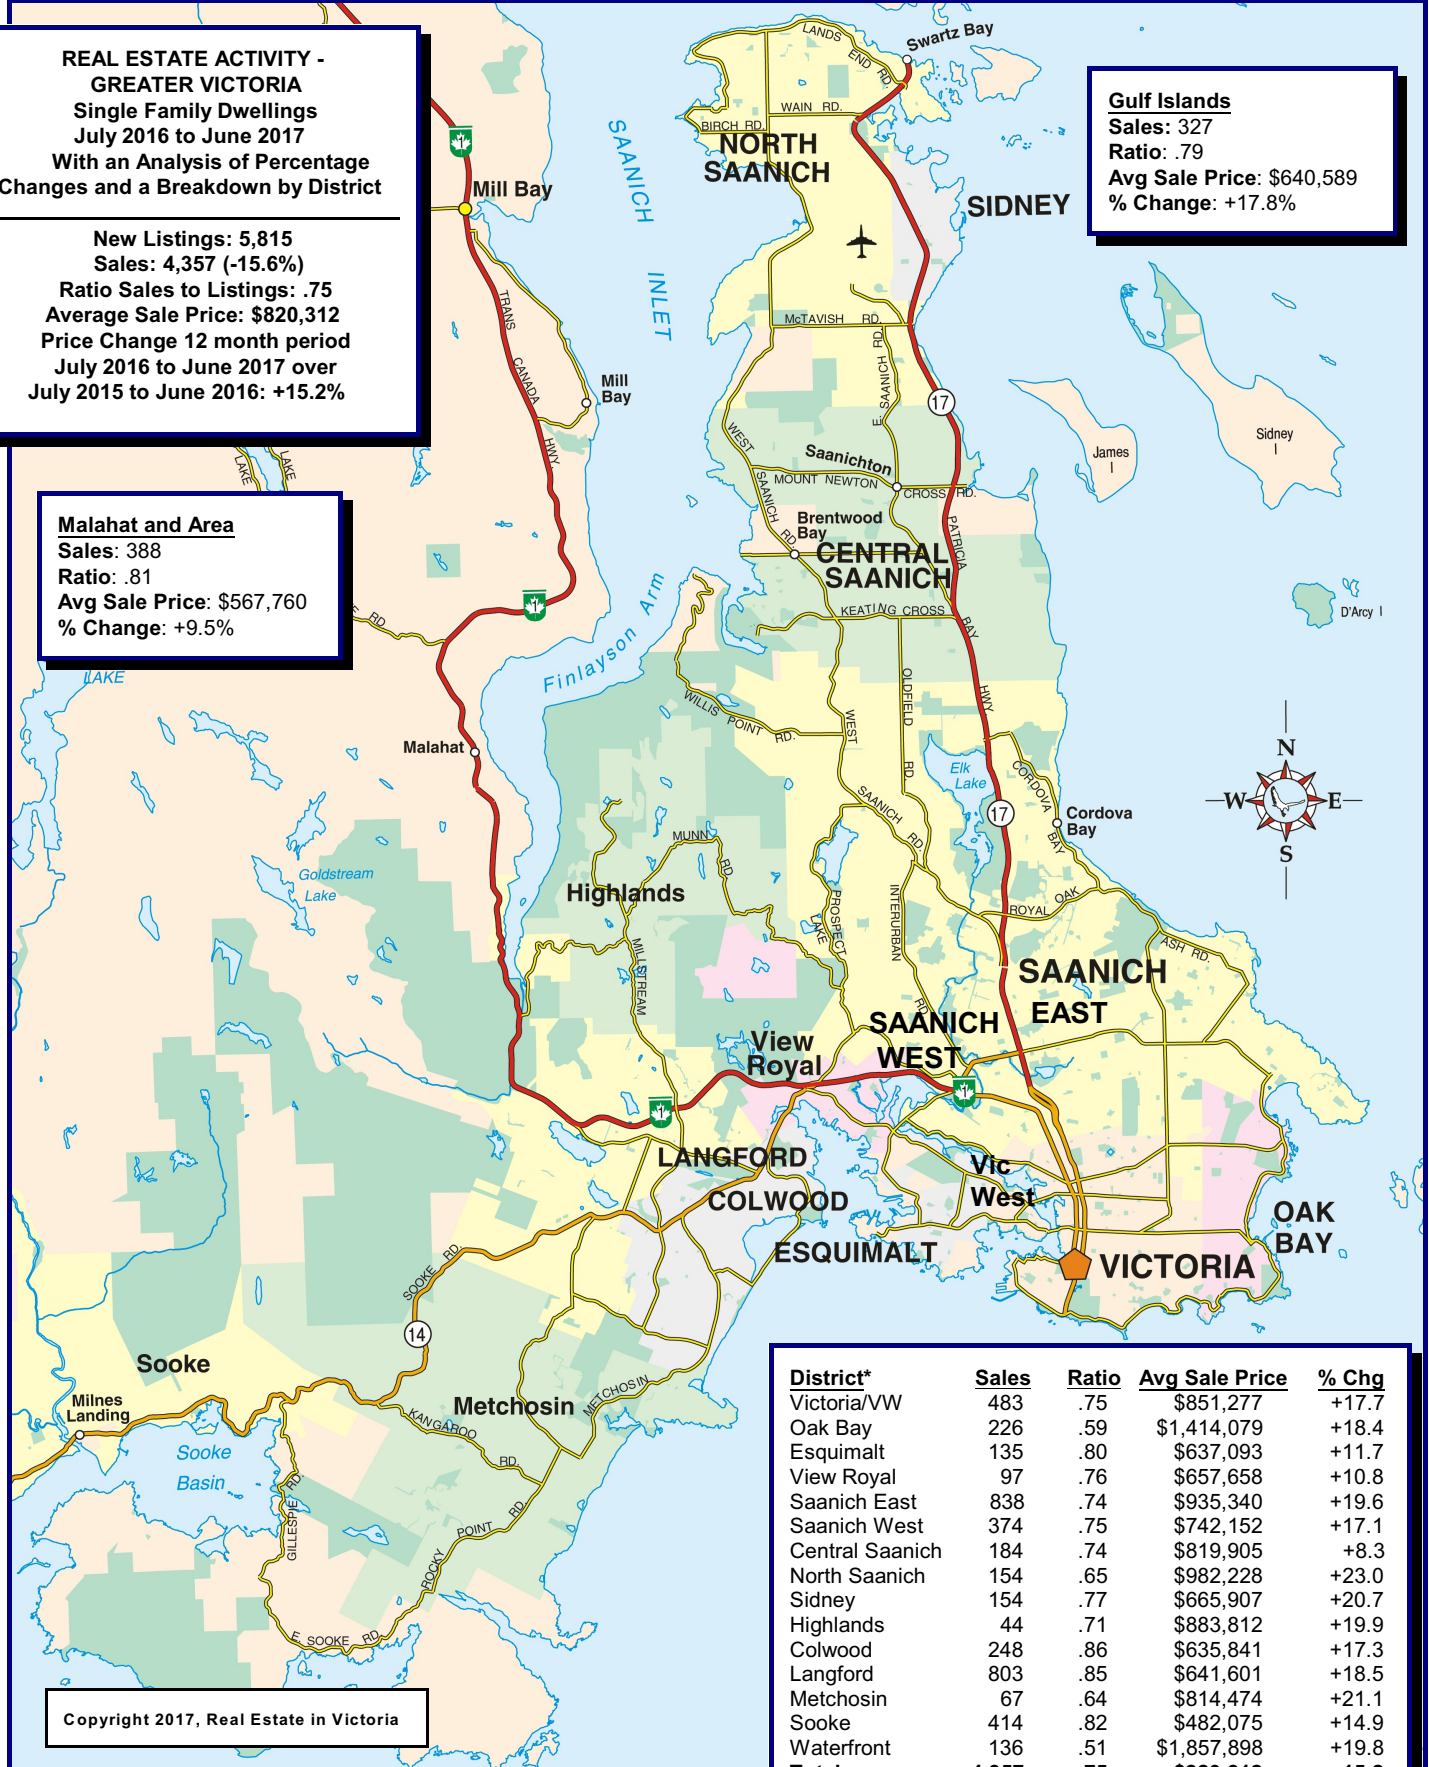 REAL ESTATE ACTIVITY -
GREATER VICTORIA
Single Family Dwellings
July 2016 to June 2017
With an Analysis of Percentage
Changes and a Breakdown by District
New Listings: 5,815
Sales: 4,357 (-15.6%)
Ratio Sales to Listings: .75
Average Sale Price: $820,312
Price Change 12 month period
July 2016 to June 2017 over
July 2015 to June 2016: +15.2%
Gulf Islands
Sales: 327
Ratio: .79
Avg Sale Price: $640,589
% Change: +17.8%
Malahat and Area
Sales: 388
Ratio: .81
Avg Sale Price: $567,760
% Change: +9.5%
LANDS
END RD.
Swartz Bay
WAIN RD.
BIRCH RD.
NORTH
SAANICH
SIDNEY
SAANICH
INLET
1
Mill Bay
TRANS
CANADA
HWY.
Mill
Bay
McTAVISH RD.
E. SAANICH RD.
17
LAKE
LAKE
WEST
SAANICH
RD.
Saanichton
MOUNT NEWTON
CROSS RD.
Brentwood
Bay
CENTRAL
SAANICH
PATRICIA
BAY
HWY.
James
I
Sidney
I
D'Arcy I
1
RD
KEATING CROSS
Finlayson Arm
LAKE
WILLIS POINT RD.
OLDFIELD
RD.
WEST
SAANICH
RD.
Malahat
Elk
Lake
17
CORDOVA
BAY
Cordova
Bay
N
W
E
S
MUNN
RD.
Highlands
Goldstream
Lake
PROSPECT
LAKE
INTERURBAN
RD.
ROYAL OAK
ASH RD.
MILLSTREAM
SAANICH
EAST
SAANICH
WEST
View
Royal
1
1
LANGFORD
COLWOOD
Vic
West
ESQUIMALT
OAK
BAY
VICTORIA
SOOKE RD
14
Sooke
Milnes
Landing
Sooke
Basin
Metchosin
METCHOSIN
KANGAROO
RD.
GILLESPIE RD.
ROCKY POINT RD.
E. SOOKE RD
District* Sales Ratio Avg Sale Price % Chg
Victoria/VW 483 .75 $851,277 +17.7
Oak Bay 226 .59 $1,414,079 +18.4
Esquimalt 135 .80 $637,093 +11.7
View Royal 97 .76 $657,658 +10.8
Saanich East 838 .74 $935,340 +19.6
Saanich West 374 .75 $742,152 +17.1
Central Saanich 184 .74 $819,905 +8.3
North Saanich 154 .65 $982,228 +23.0
Sidney 154 .77 $665,907 +20.7
Highlands 44 .71 $883,812 +19.9
Colwood 248 .86 $635,841 +17.3
Langford 803 .85 $641,601 +18.5
Metchosin 67 .64 $814,474 +21.1
Sooke 414 .82 $482,075 +14.9
Waterfront 136 .51 $1,857,898 +19.8
Copyright 2017, Real Estate in Victoria